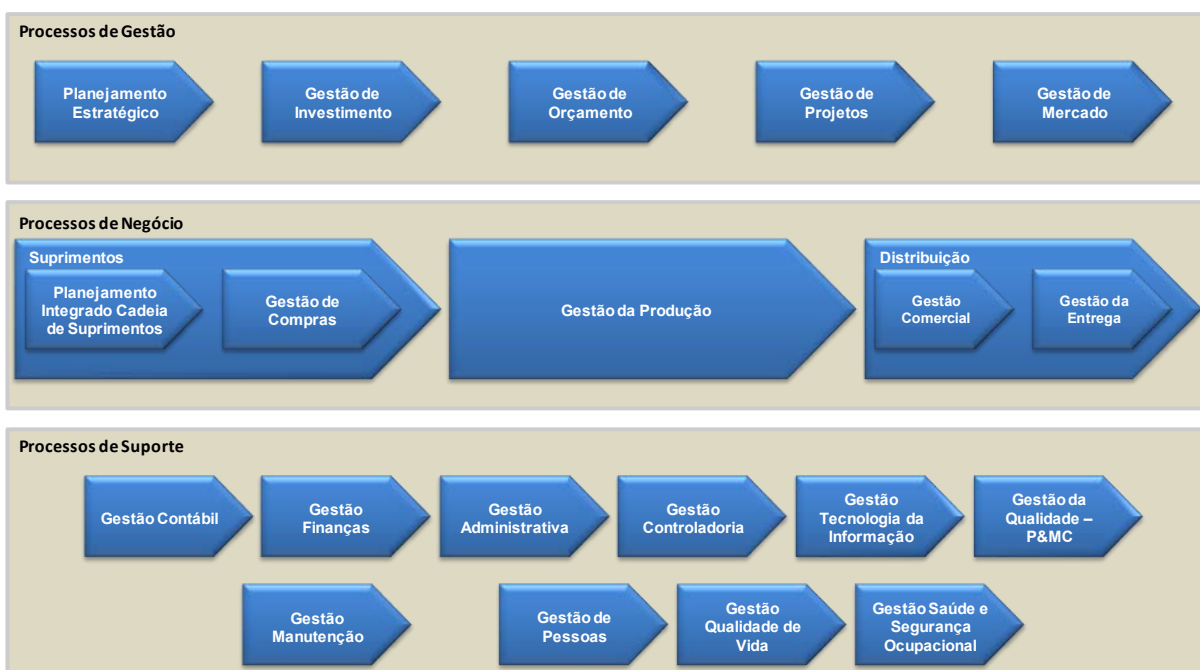 Processos de Gestão
Planejamento
Estratégico
Gestão de
Investimento
Gestão de
Orçamento
Gestão de
Projetos
Gestão de
Mercado
Processos de Negócio
Suprimentos
Planejamento
Integrado Cadeia
de Suprimentos
Gestão de
Compras
Gestão da Produção
Distribuição
Gestão
Comercial
Gestão da
Entrega
Processos de Suporte
Gestão Contábil
Gestão
Finanças
Gestão
Administrativa
Gestão
Controladoria
Gestão
Tecnologia da
Informação
Gestão da
Qualidade –
P&MC
Gestão
Manutenção
Gestão de
Pessoas
Gestão
Qualidade de
Vida
Gestão Saúde e
Segurança
Ocupacional